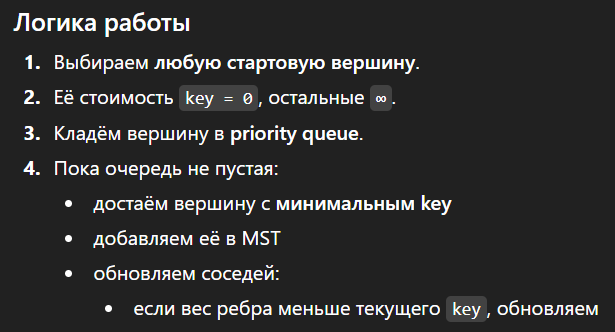 Логика работы
1. Выбираем любую стартовую вершину.
2. Её стоимость key = 0, остальные ∞.
3. Кладём вершину в priority queue.
4. Пока очередь не пустая:
• достаём вершину с минимальным key
• добавляем её в MST
• обновляем соседей:
• если вес ребра меньше текущего key, обновляем